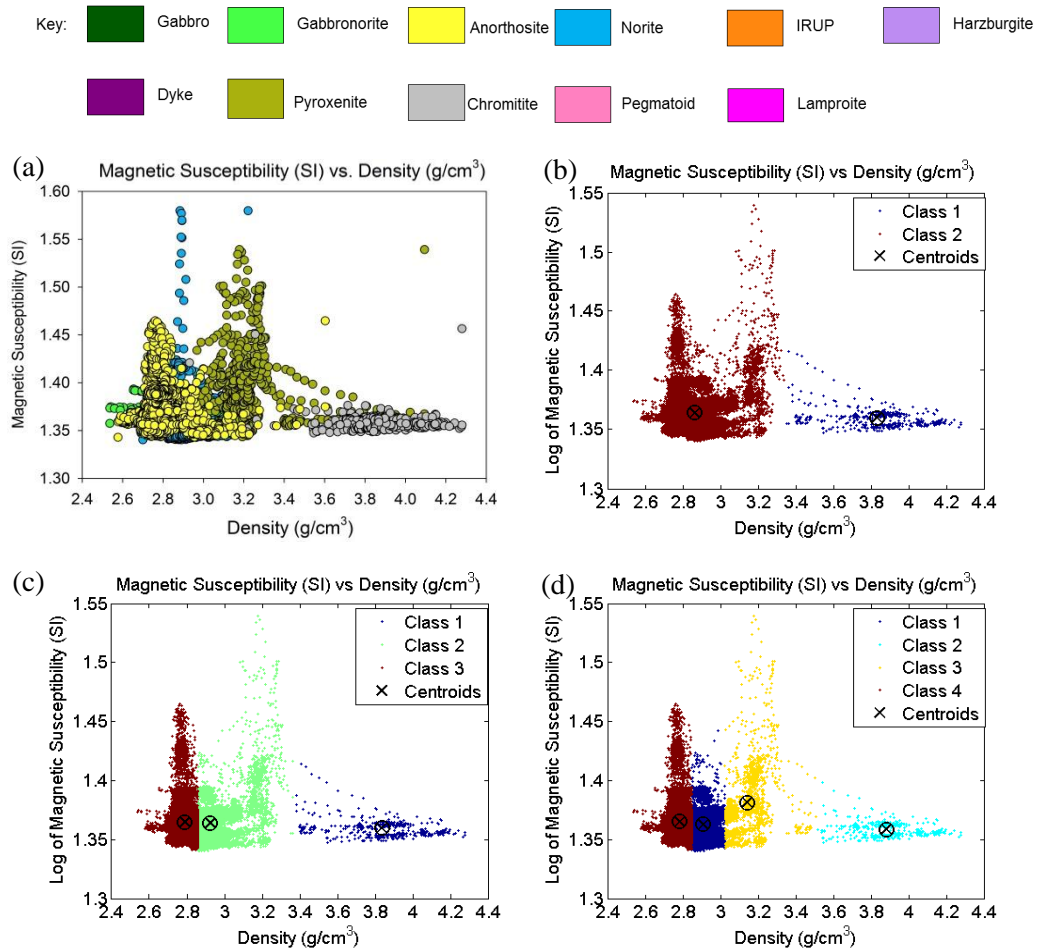 Key: Gabbro Gabbronorite Anorthosite Norite IRUP Harzburgite
Dyke Pyroxenite Chromitite Pegmatoid Lamproite
(a)
Magnetic Susceptibility (SI) vs. Density (g/cm³)
Magnetic Susceptibility (SI)
1.60
1.55
1.50
1.45
1.40
1.35
1.30
2.4 2.6 2.8 3.0 3.2 3.4 3.6 3.8 4.0 4.2 4.4
Density (g/cm³)
(b)
Magnetic Susceptibility (SI) vs Density (g/cm³)
Log of Magnetic Susceptibility (SI)
1.55
1.5
1.45
1.4
1.35
1.3
Class 1
Class 2
Centroids
2.4 2.6 2.8 3 3.2 3.4 3.6 3.8 4 4.2 4.4
Density (g/cm³)
(c)
Magnetic Susceptibility (SI) vs Density (g/cm³)
Log of Magnetic Susceptibility (SI)
1.55
1.5
1.45
1.4
1.35
1.3
Class 1
Class 2
Class 3
Centroids
2.4 2.6 2.8 3 3.2 3.4 3.6 3.8 4 4.2 4.4
Density (g/cm³)
(d)
Magnetic Susceptibility (SI) vs Density (g/cm³)
Log of Magnetic Susceptibility (SI)
1.55
1.5
1.45
1.4
1.35
1.3
Class 1
Class 2
Class 3
Class 4
Centroids
2.4 2.6 2.8 3 3.2 3.4 3.6 3.8 4 4.2 4.4
Density (g/cm³)